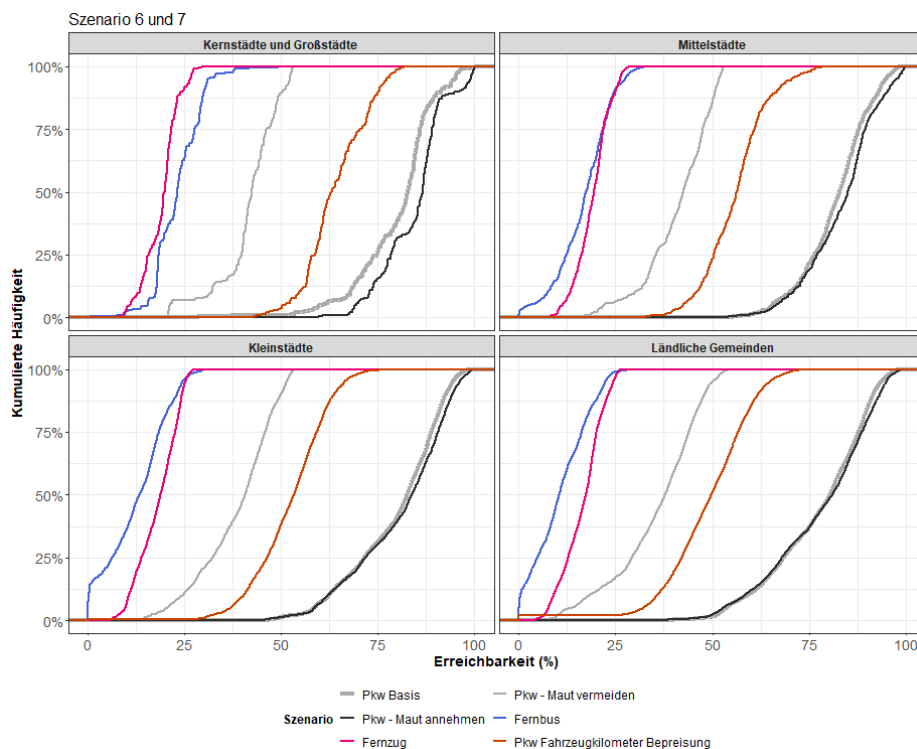 Szenario 6 und 7
Kernstädte und Großstädte
Mittelstädte
100%
75%
50%
25%
0%
Kleinstädte
Ländliche Gemeinden
100%
75%
50%
25%
0%
Kumulierte Häufigkeit
0 25 50 75 100 0 25 50 75 100
Erreichbarkeit (%)
Szenario
Pkw Basis
Pkw - Maut vermeiden
Pkw - Maut annehmen
Fernbus
Fernzug
Pkw Fahrzeugkilometer Bepreisung